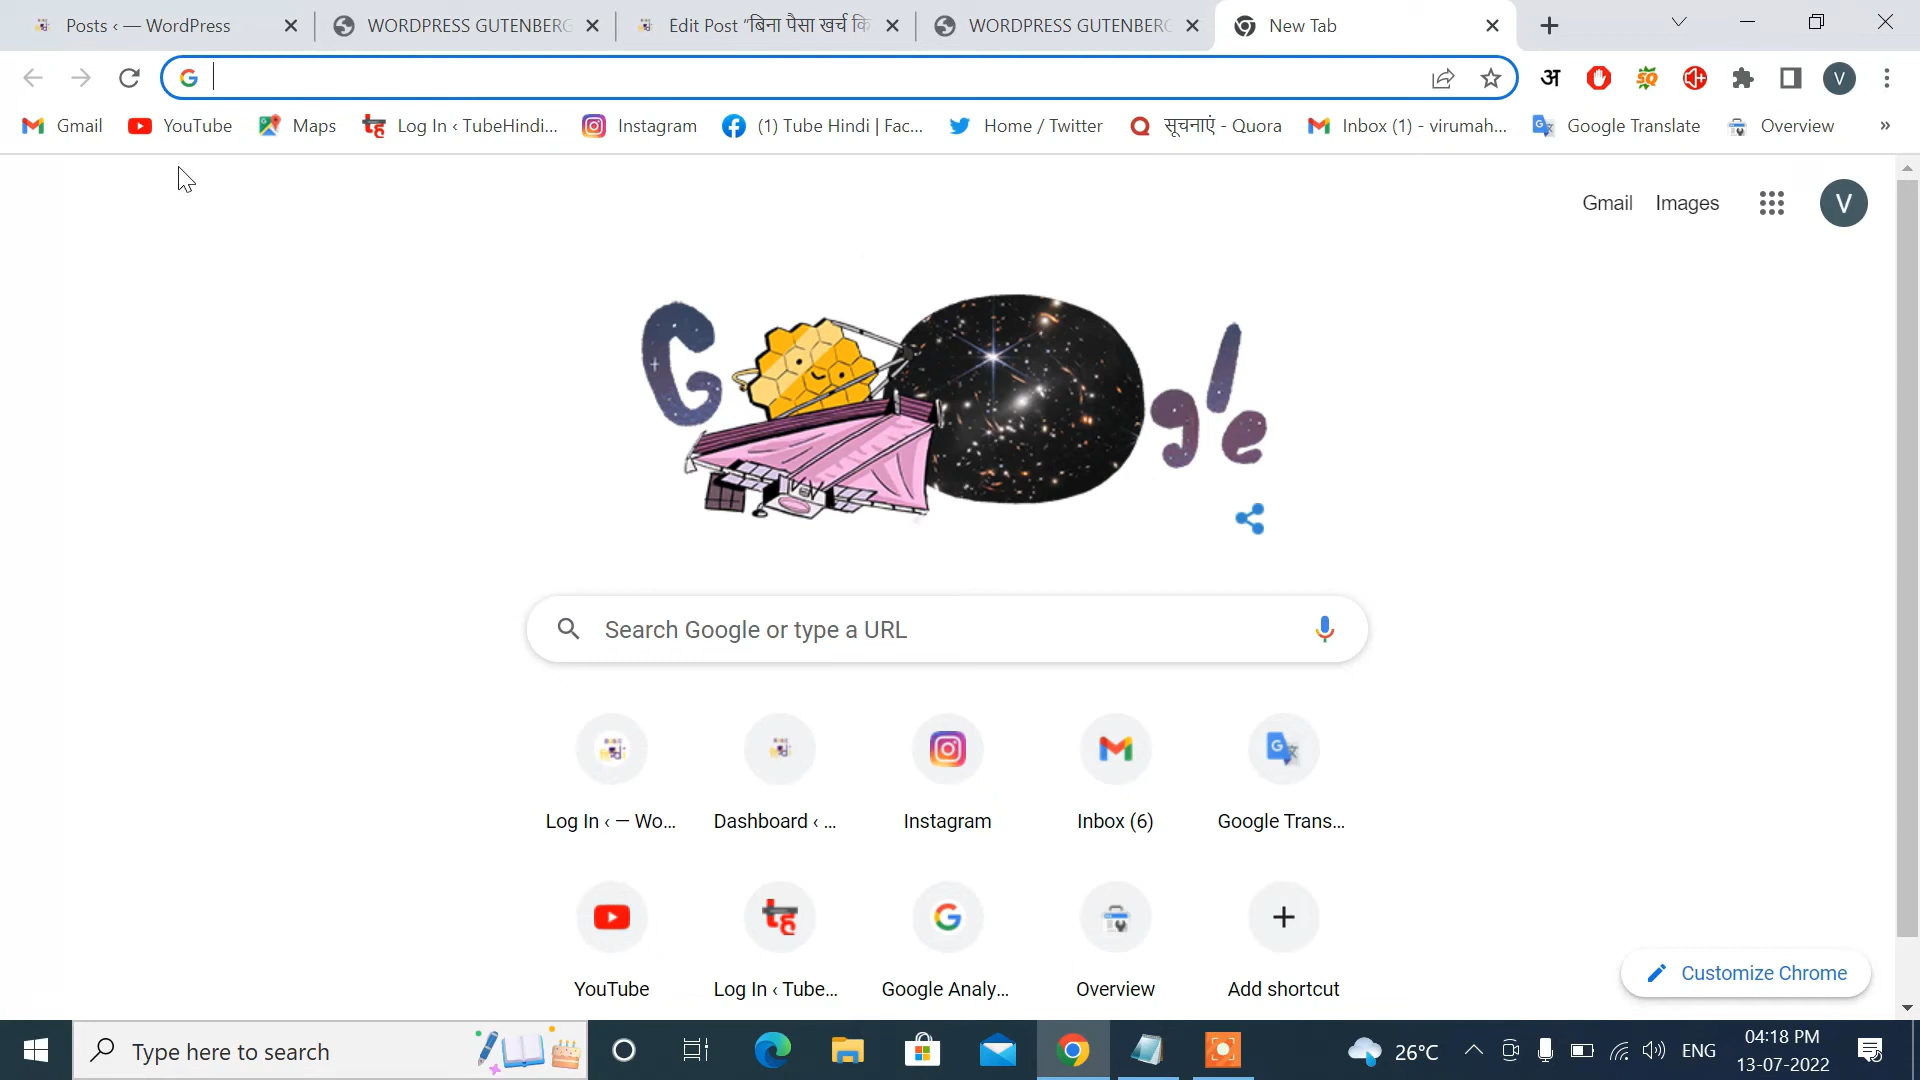 Posts ‹ — WordPress
WORDPRESS GUTENBERG
Edit Post “बिना पैसा खर्च कि
WORDPRESS GUTENBERG
New Tab
अ
V
Gmail
YouTube
Maps
Log In ‹ TubeHindi...
Instagram
(1) Tube Hindi | Fac...
Home / Twitter
सूचनाएं - Quora
Inbox (1) - virumah...
Google Translate
Overview
»
Gmail
Images
V
Google
Search Google or type a URL
Log In ‹ — Wo...
Dashboard ‹ ...
Instagram
Inbox (6)
Google Trans...
YouTube
Log In ‹ Tube...
Google Analy...
Overview
Add shortcut
Customize Chrome
Type here to search
26°C
ENG
04:18 PM
13-07-2022